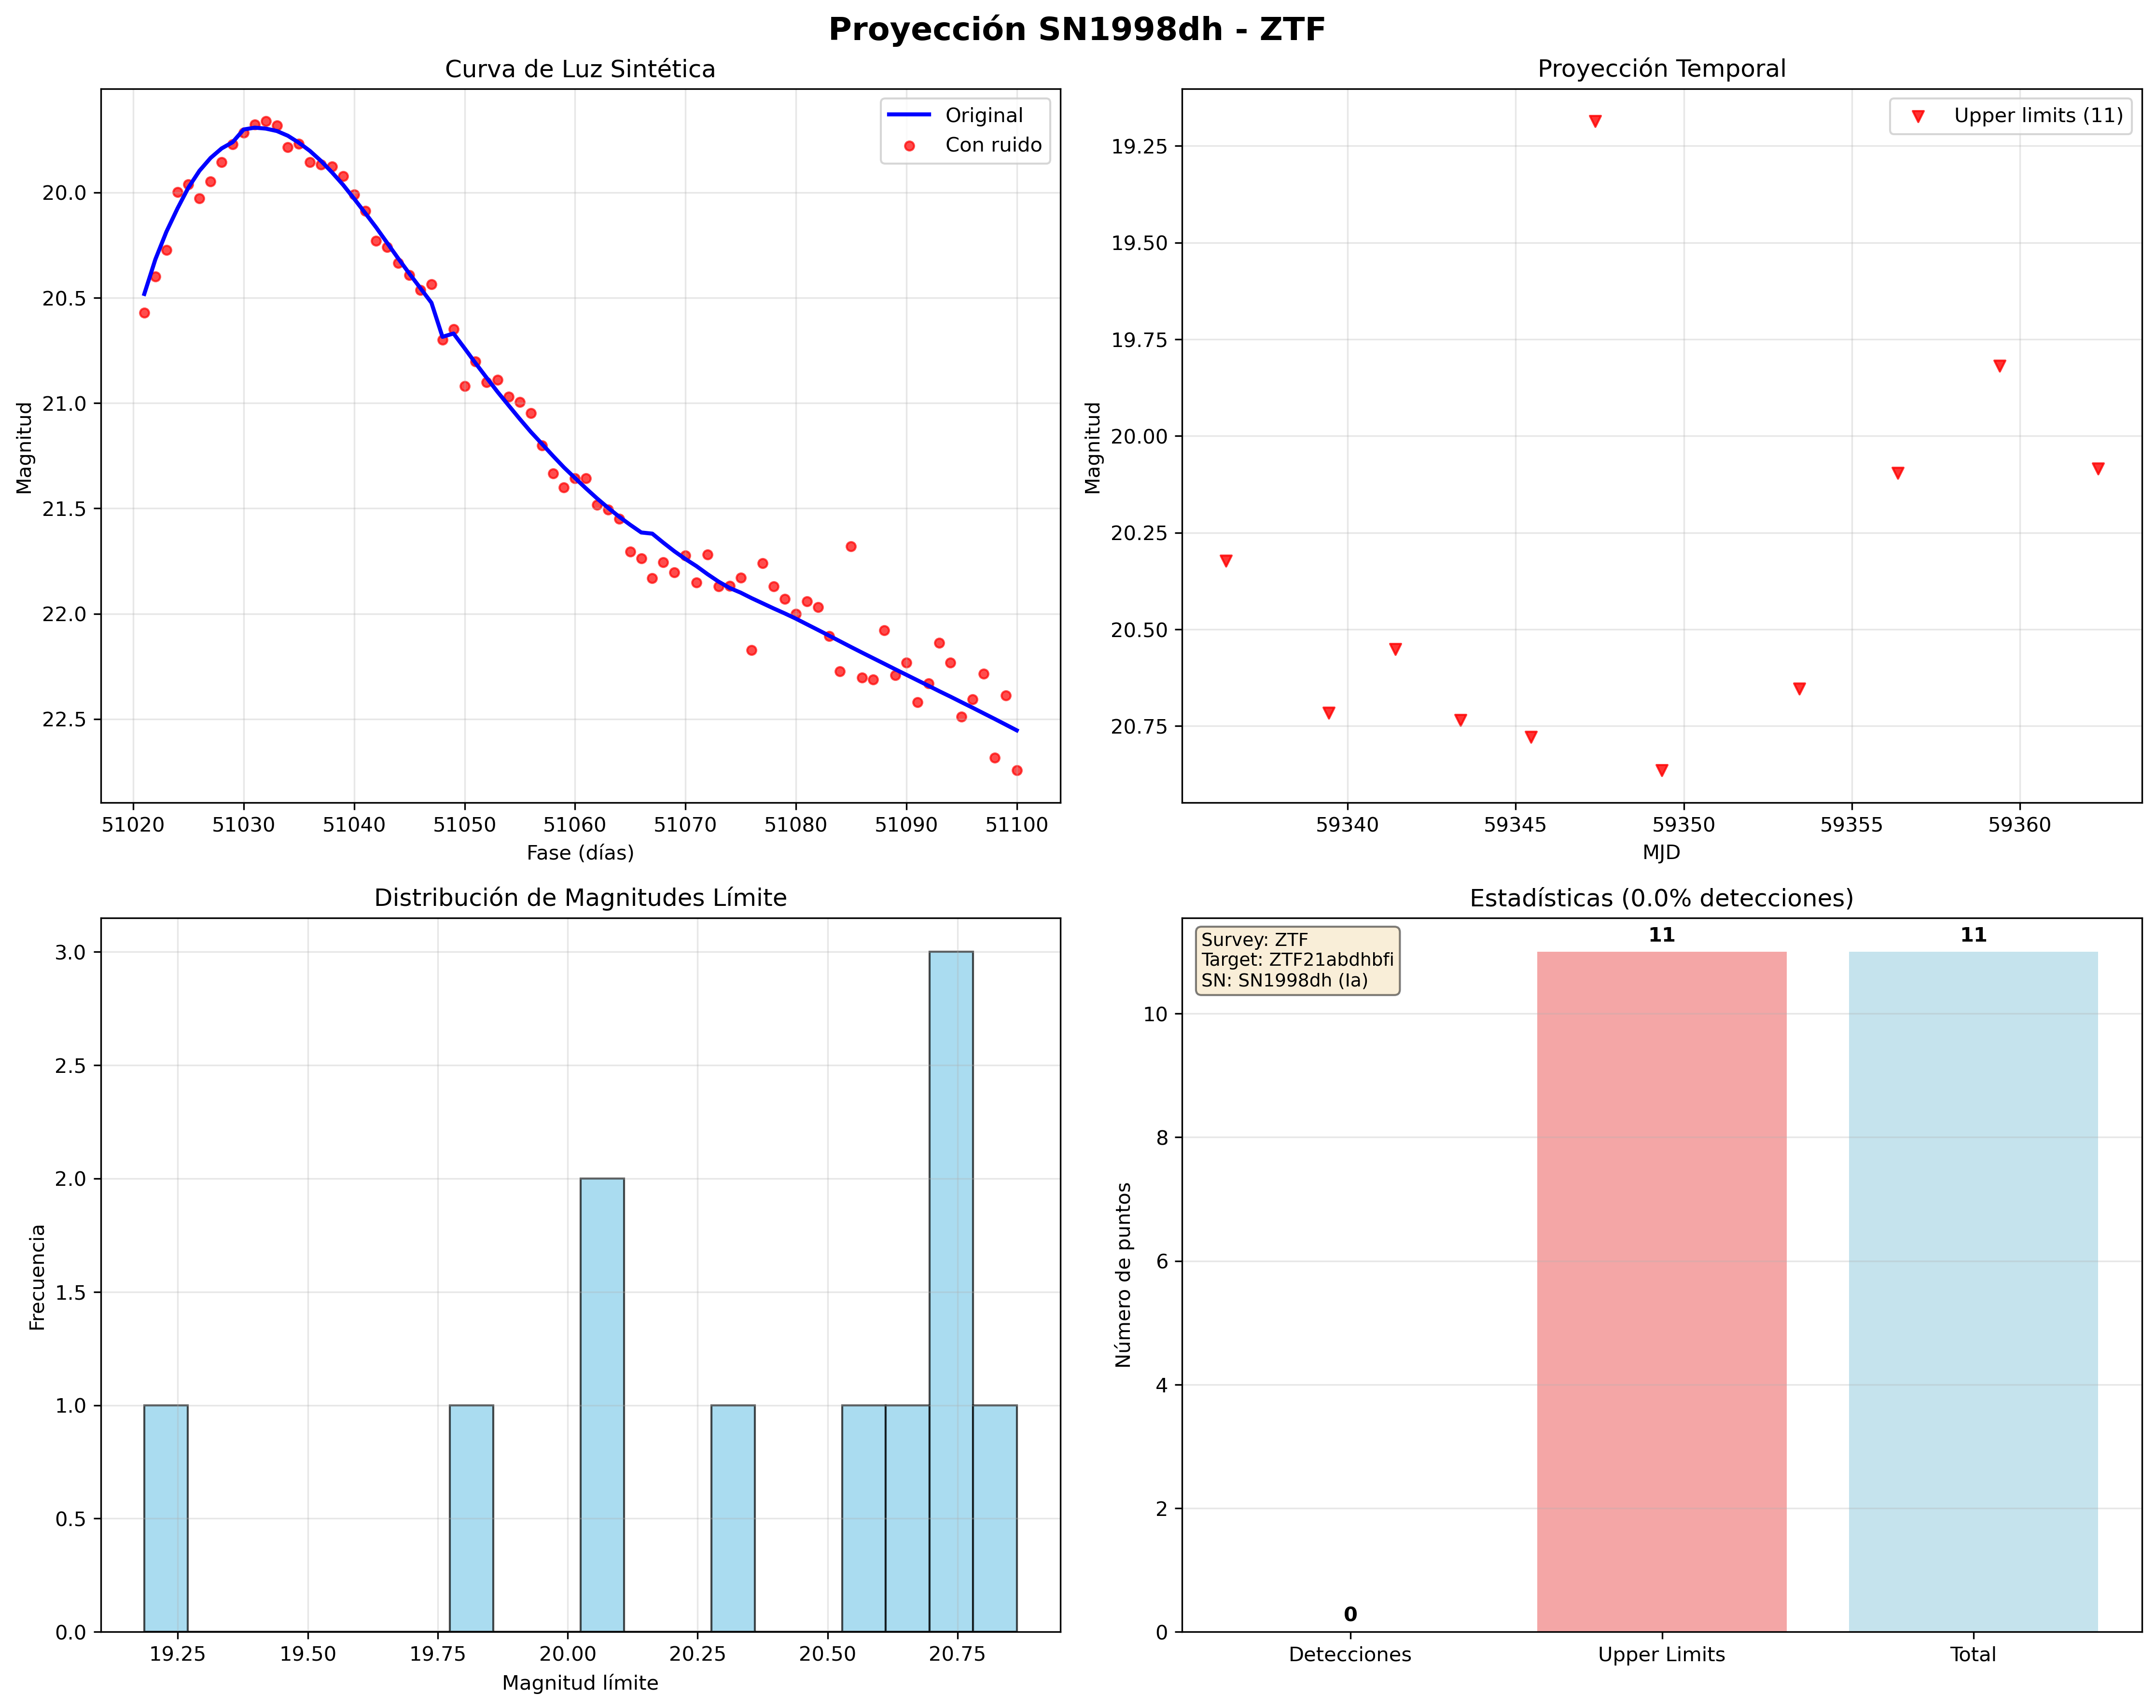 Proyección SN1998dh - ZTF
Curva de Luz Sintética
Original
Con ruido
Magnitud
20.0
20.5
21.0
21.5
22.0
22.5
51020 51030 51040 51050 51060 51070 51080 51090 51100
Fase (días)
Proyección Temporal
Upper limits (11)
Magnitud
19.25
19.50
19.75
20.00
20.25
20.50
20.75
59340 59345 59350 59355 59360
MJD
Distribución de Magnitudes Límite
Frecuencia
3.0
2.5
2.0
1.5
1.0
0.5
0.0
19.25 19.50 19.75 20.00 20.25 20.50 20.75
Magnitud límite
Estadísticas (0.0% detecciones)
Survey: ZTF
Target: ZTF21abdhbfi
SN: SN1998dh (Ia)
11 11
0
Número de puntos
10
8
6
4
2
0
Detecciones Upper Limits Total